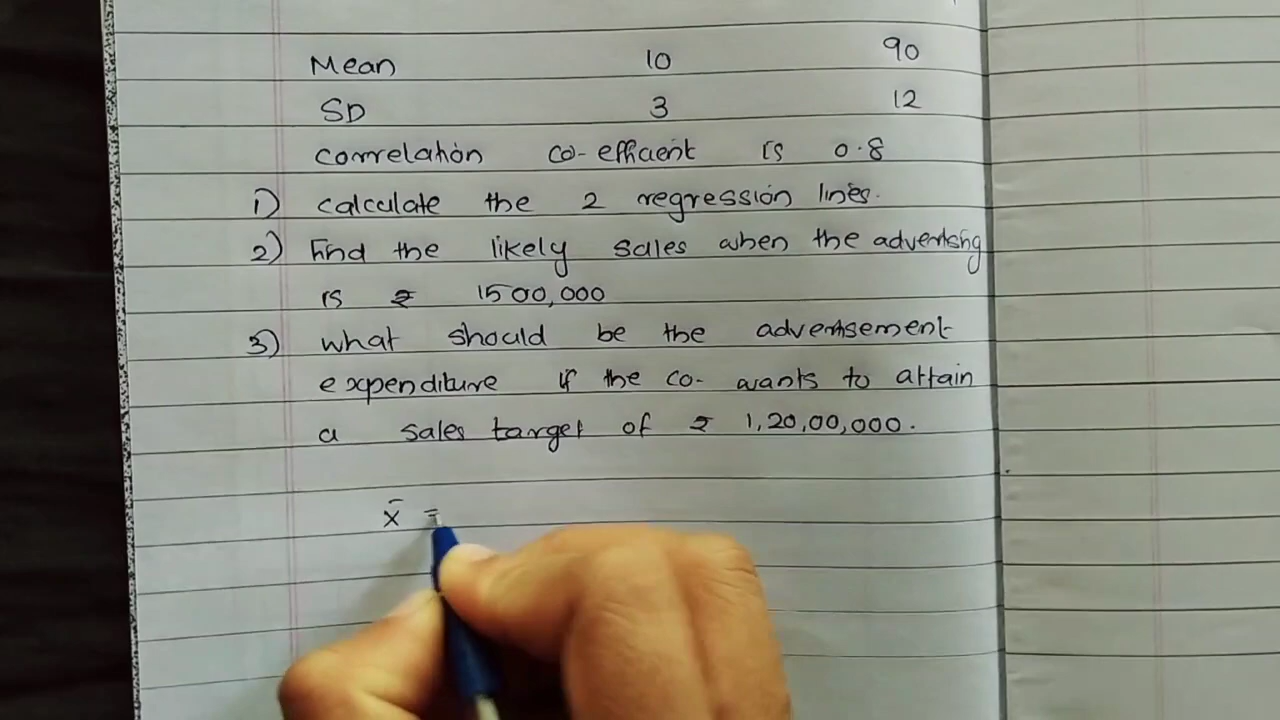 Mean 10 90
SD 3 12
correlation co-efficient is 0.8
1) calculate the 2 regression lines.
2) Find the likely sales when the advertising
is ₹ 1500,000
3) what should be the advertisement
expenditure if the co- wants to attain
a sales target of ₹ 1,20,00,000.
x̄ =